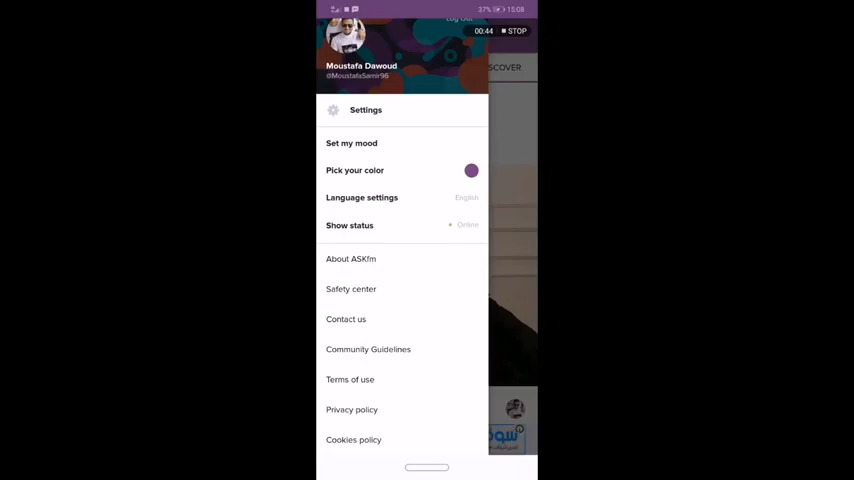 37% 15:08
Log Out
00:44 STOP
Moustafa Dawoud
@MoustafaSamir96
SCOVER
Settings
Set my mood
Pick your color
Language settings English
Show status Online
About ASKfm
Safety center
Contact us
Community Guidelines
Terms of use
Privacy policy
Cookies policy